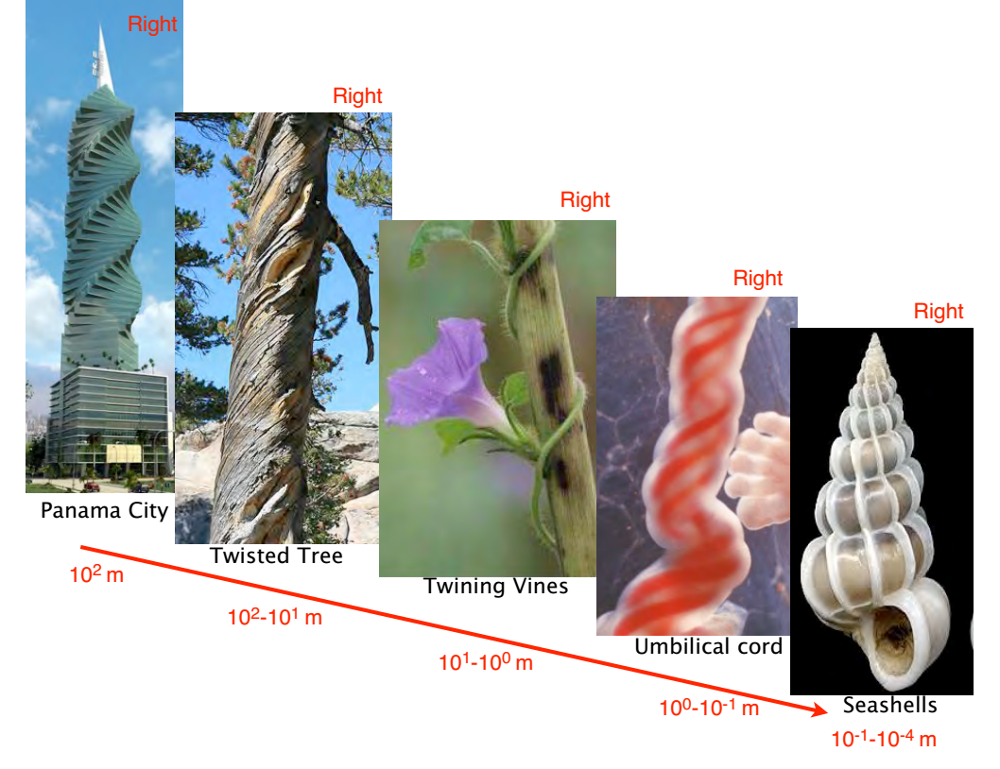 Right
Right
Right
Right
Right
Panama City
Twisted Tree
Twining Vines
Umbilical cord
Seashells
10² m
10²-10¹ m
10¹-10⁰ m
10⁰-10⁻¹ m
10⁻¹-10⁻⁴ m